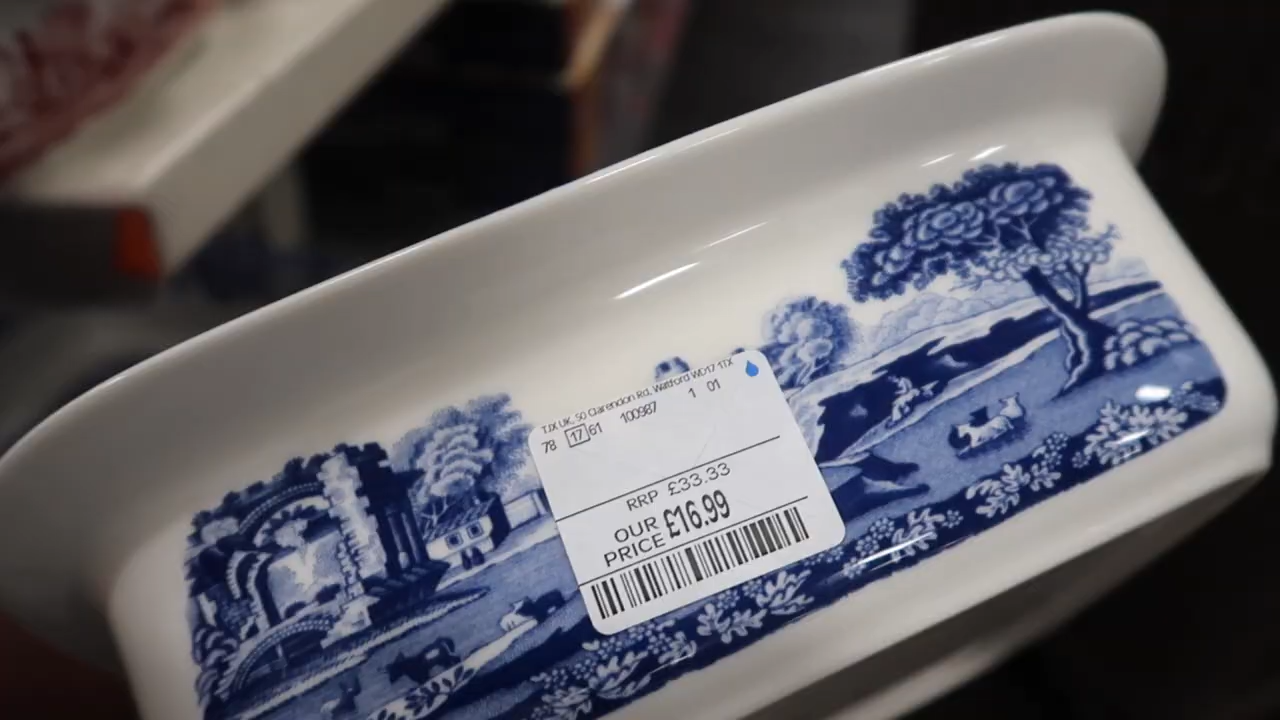 TJX UK, 50 Clarendon Rd, Watford WD17 1TX
78 17 61 100987 1 01
RRP £33.33
OUR PRICE £16.99